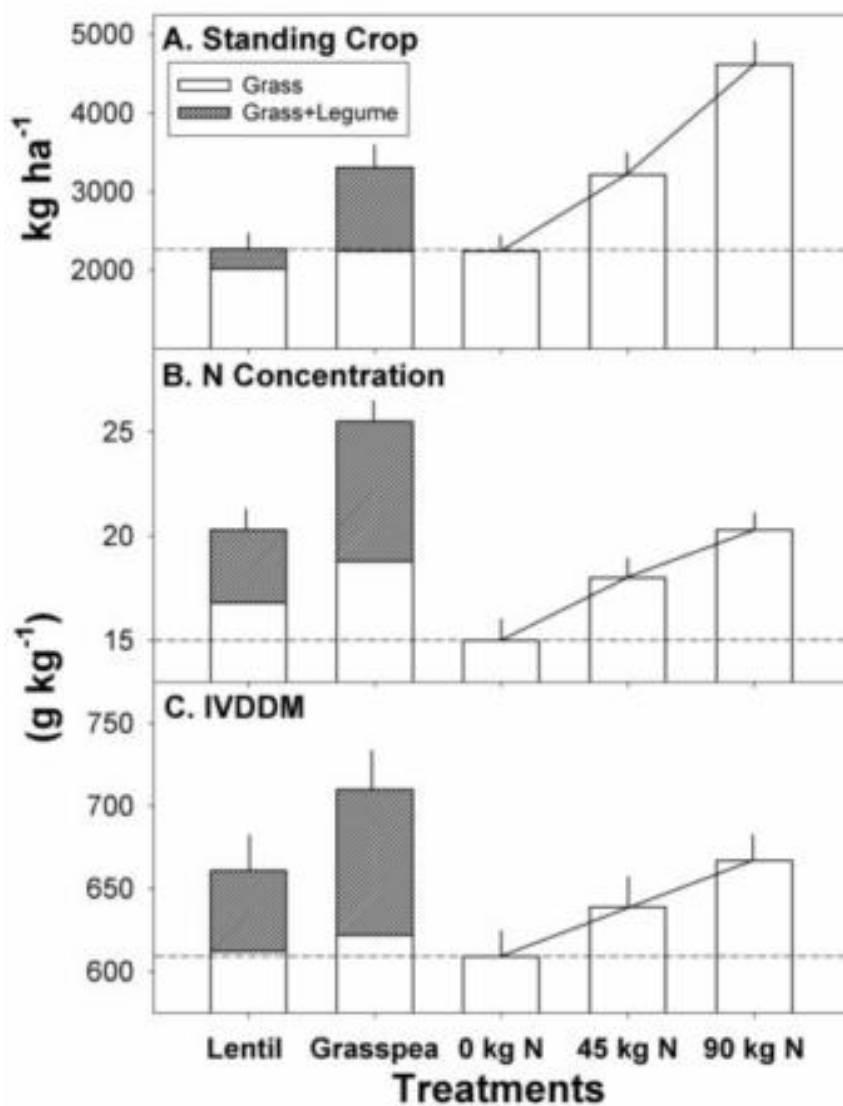 A. Standing Crop
Grass
Grass+Legume
5000
4000
3000
2000
kg ha⁻¹
B. N Concentration
25
20
15
(g kg⁻¹)
C. IVDDM
750
700
650
600
Lentil Grasspea 0 kg N 45 kg N 90 kg N
Treatments